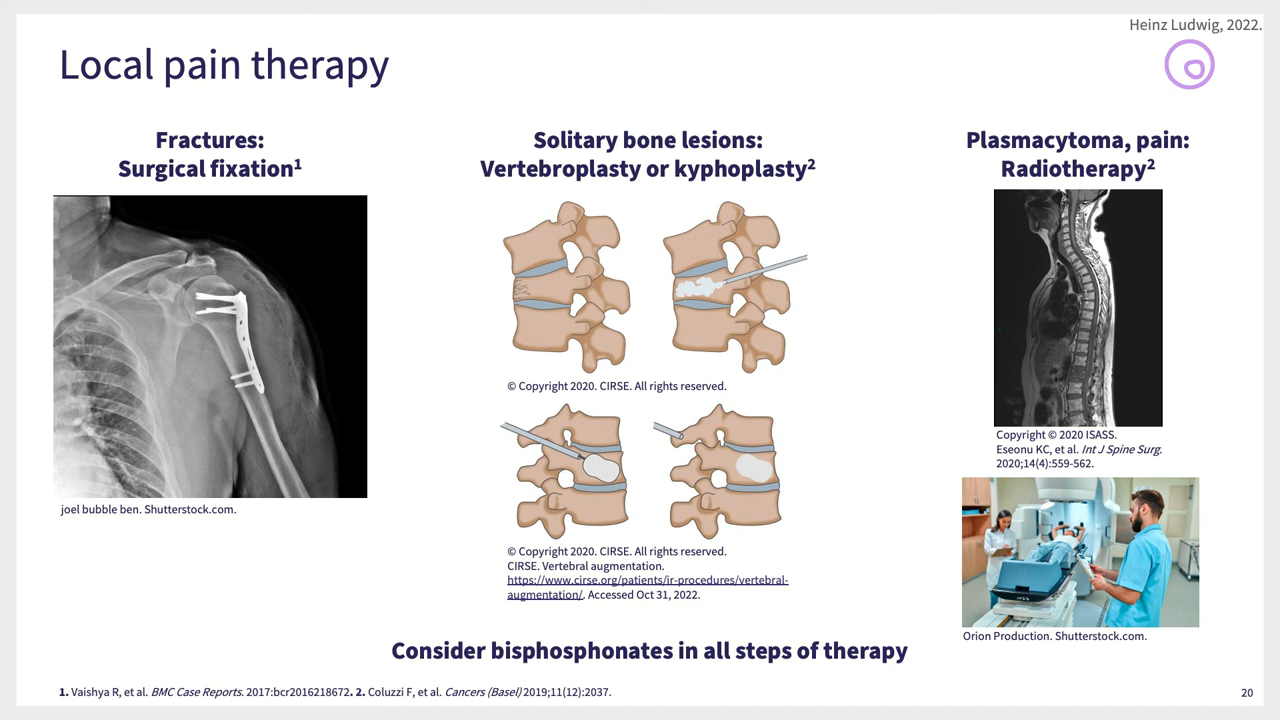 Heinz Ludwig, 2022.
Local pain therapy
Fractures:
Surgical fixation¹
joel bubble ben. Shutterstock.com.
Solitary bone lesions:
Vertebroplasty or kyphoplasty²
© Copyright 2020. CIRSE. All rights reserved.
© Copyright 2020. CIRSE. All rights reserved.
CIRSE. Vertebral augmentation.
https://www.cirse.org/patients/ir-procedures/vertebral-
augmentation/. Accessed Oct 31, 2022.
Plasmacytoma, pain:
Radiotherapy²
Copyright © 2020 ISASS.
Eseonu KC, et al. Int J Spine Surg.
2020;14(4):559-562.
Orion Production. Shutterstock.com.
Consider bisphosphonates in all steps of therapy
1. Vaishya R, et al. BMC Case Reports. 2017:bcr2016218672. 2. Coluzzi F, et al. Cancers (Basel) 2019;11(12):2037.
20